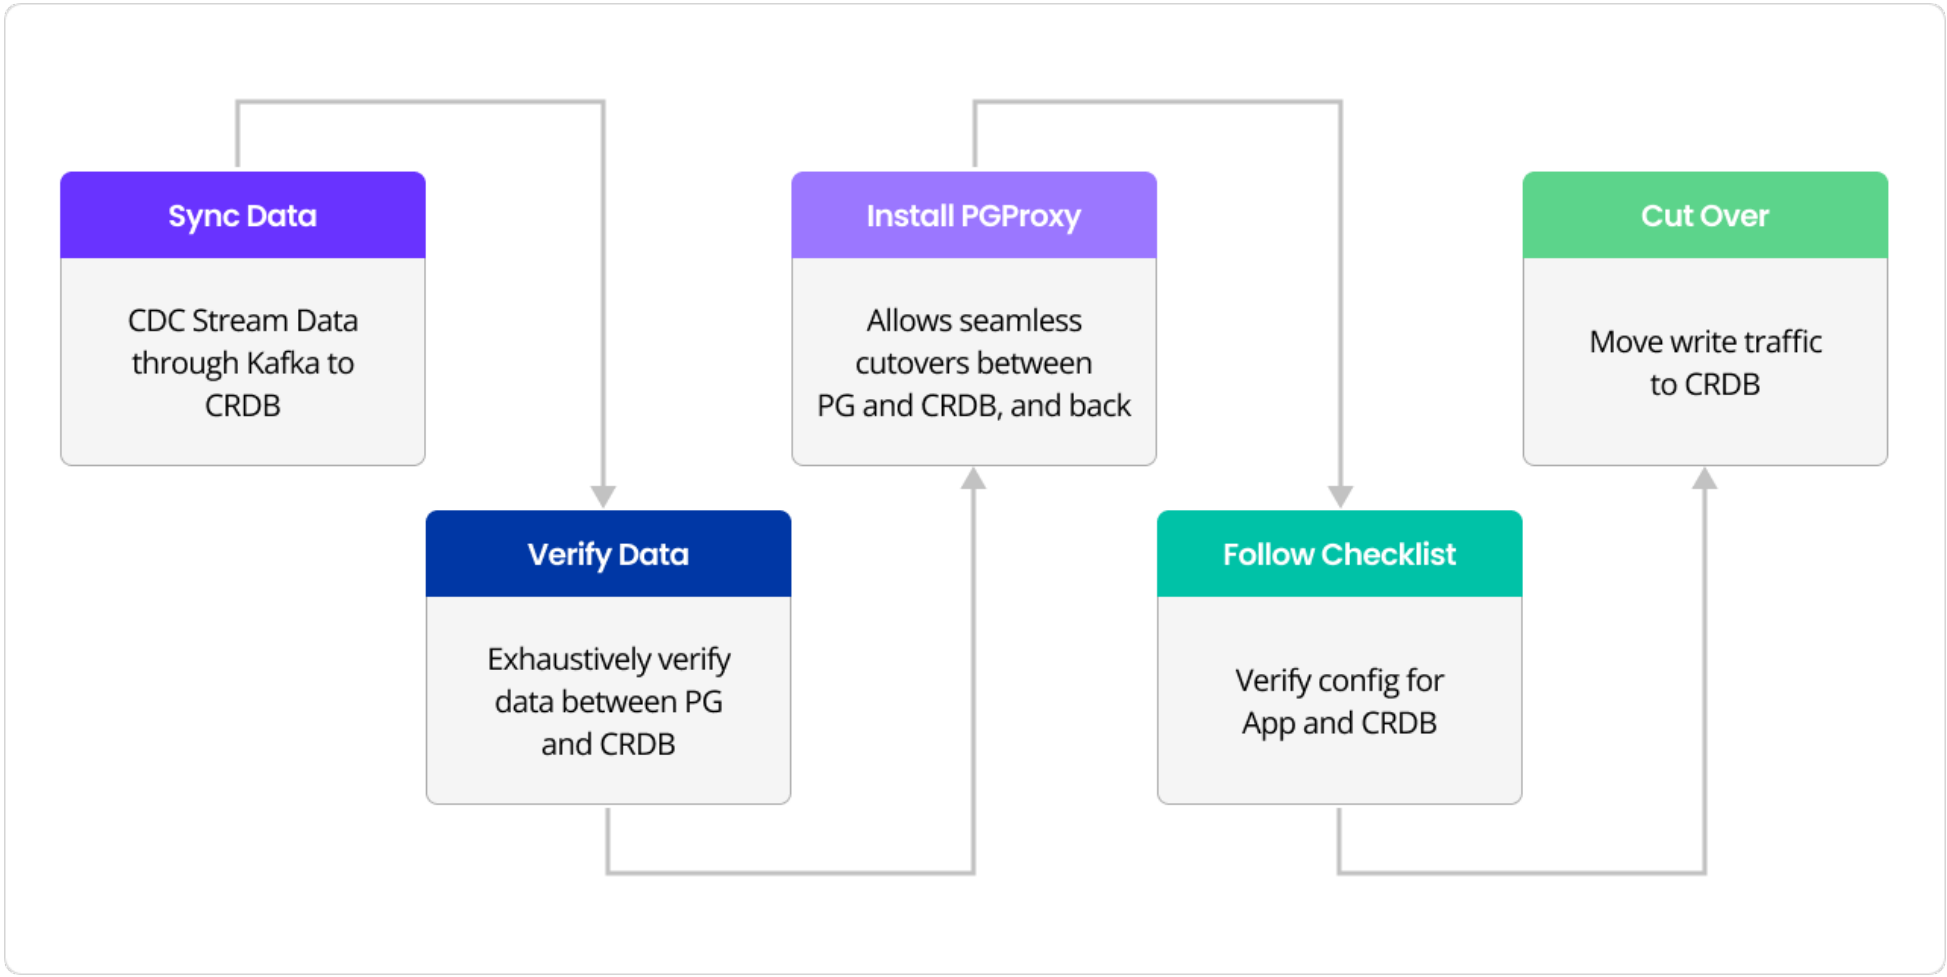 Sync Data
CDC Stream Data
through Kafka to
CRDB
Verify Data
Exhaustively verify
data between PG
and CRDB
Install PGProxy
Allows seamless
cutovers between
PG and CRDB, and back
Follow Checklist
Verify config for
App and CRDB
Cut Over
Move write traffic
to CRDB